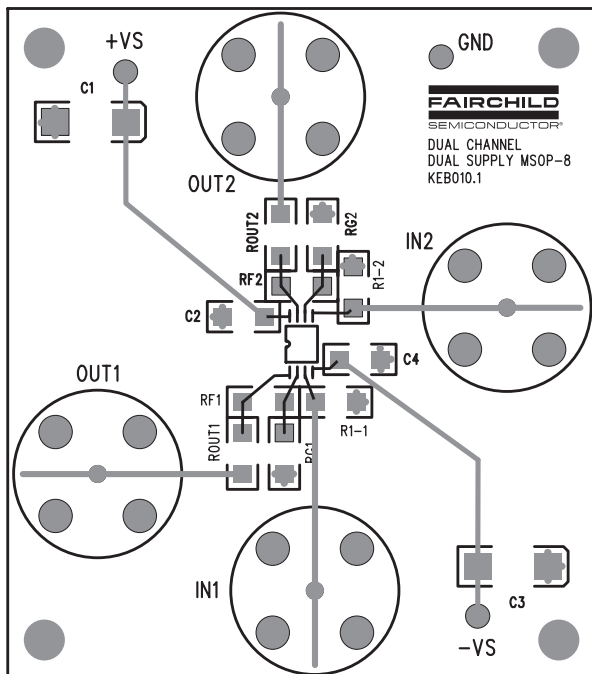 +VS
GND
C1
FAIRCHILD
SEMICONDUCTOR®
DUAL CHANNEL
DUAL SUPPLY MSOP-8
KEB010.1
OUT2
ROUT2
RG2
IN2
RF2
R1-2
C2
C4
OUT1
RF1
R1-1
ROUT1
RG1
IN1
C3
-VS